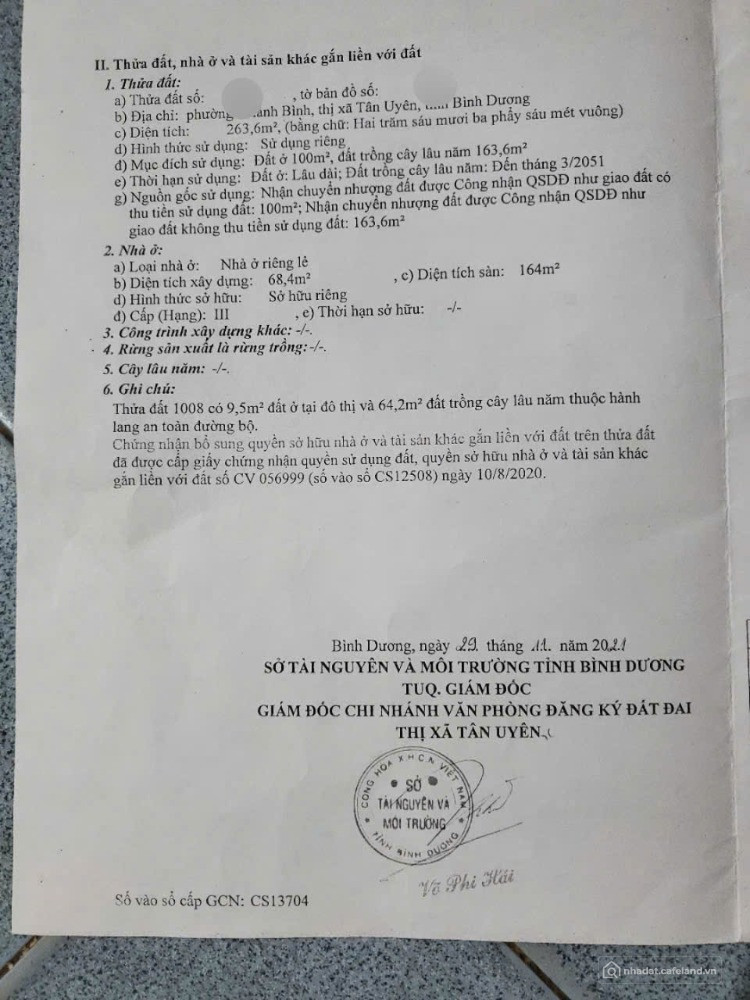 II. Thửa đất, nhà ở và tài sản khác gắn liền với đất
1. Thửa đất:
a) Thửa đất số: , tờ bản đồ số:
b) Địa chỉ: phường Bình, thị xã Tân Uyên, Bình Dương
c) Diện tích: 263,6m², (bằng chữ: Hai trăm sáu mươi ba phẩy sáu mét vuông)
d) Hình thức sử dụng: Sử dụng riêng
đ) Mục đích sử dụng: Đất ở 100m², đất trồng cây lâu năm 163,6m²
e) Thời hạn sử dụng: Đất ở: Lâu dài; Đất trồng cây lâu năm: Đến tháng 3/2051
g) Nguồn gốc sử dụng: Nhận chuyển nhượng đất được Công nhận QSDĐ như giao đất có
thu tiền sử dụng đất: 100m²; Nhận chuyển nhượng đất được Công nhận QSDĐ như
giao đất không thu tiền sử dụng đất: 163,6m²
2. Nhà ở:
a) Loại nhà ở: Nhà ở riêng lẻ
b) Diện tích xây dựng: 68,4m² , c) Diện tích sàn: 164m²
d) Hình thức sở hữu: Sở hữu riêng
đ) Cấp (Hạng): III , e) Thời hạn sở hữu: -/-
3. Công trình xây dựng khác: -/-.
4. Rừng sản xuất là rừng trồng: -/-.
5. Cây lâu năm: -/-.
6. Ghi chú:
Thửa đất 1008 có 9,5m² đất ở tại đô thị và 64,2m² đất trồng cây lâu năm thuộc hành
lang an toàn đường bộ.
Chứng nhận bổ sung quyền sở hữu nhà ở và tài sản khác gắn liền với đất trên thửa đất
đã được cấp giấy chứng nhận quyền sử dụng đất, quyền sở hữu nhà ở và tài sản khác
gắn liền với đất số CV 056999 (số vào sổ CS12508) ngày 10/8/2020.
Bình Dương, ngày 29 tháng 11 năm 2021
SỞ TÀI NGUYÊN VÀ MÔI TRƯỜNG TỈNH BÌNH DƯƠNG
TUQ. GIÁM ĐỐC
GIÁM ĐỐC CHI NHÁNH VĂN PHÒNG ĐĂNG KÝ ĐẤT ĐAI
THỊ XÃ TÂN UYÊN
CỘNG HÒA X.H.C.N VIỆT NAM
SỞ
TÀI NGUYÊN VÀ
MÔI TRƯỜNG
TỈNH BÌNH DƯƠNG
Võ Phi Hải
Số vào sổ cấp GCN: CS13704
nhadat.cafeland.vn